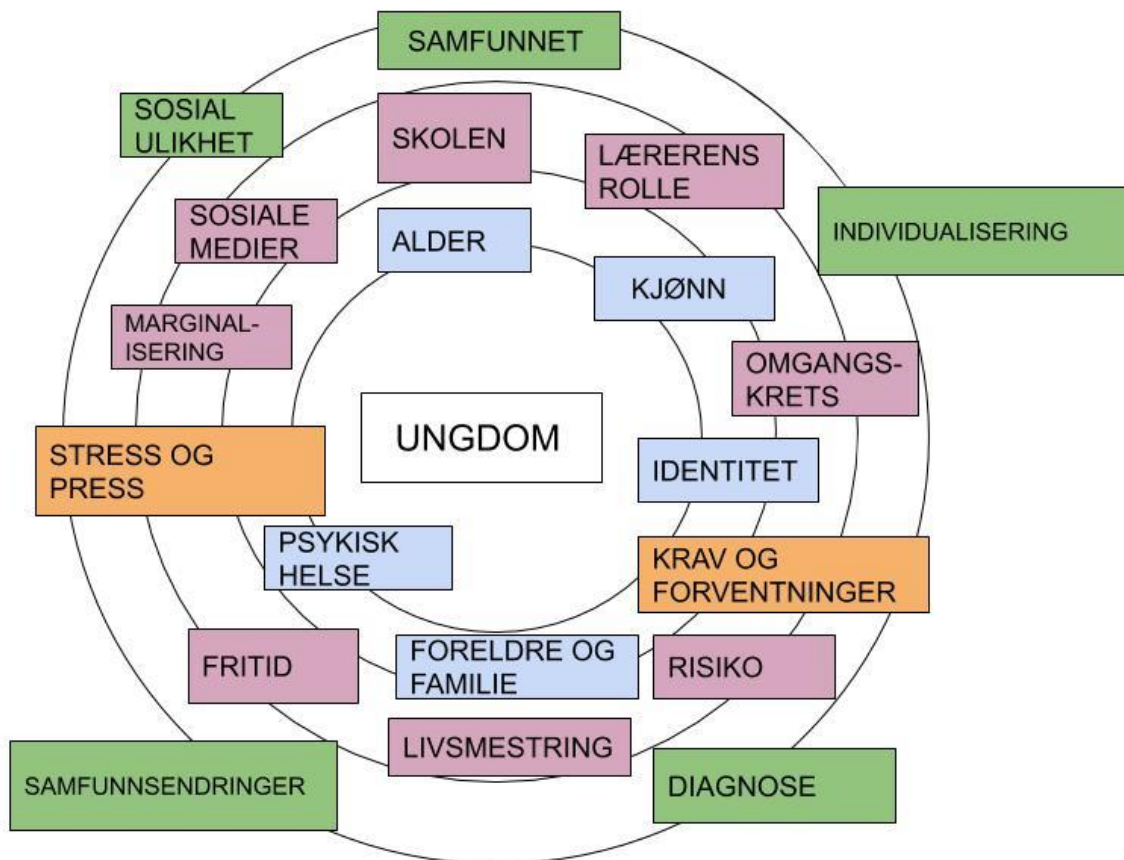 SAMFUNNET
SOSIAL
ULIKHET
SKOLEN
LÆRERENS
ROLLE
SOSIALE
MEDIER
ALDER
INDIVIDUALISERING
KJØNN
MARGINAL-
ISERING
OMGANGS-
KRETS
UNGDOM
STRESS OG
PRESS
IDENTITET
PSYKISK
HELSE
KRAV OG
FORVENTNINGER
FRITID
FORELDRE OG
FAMILIE
RISIKO
LIVSMESTRING
SAMFUNNSENDRINGER
DIAGNOSE